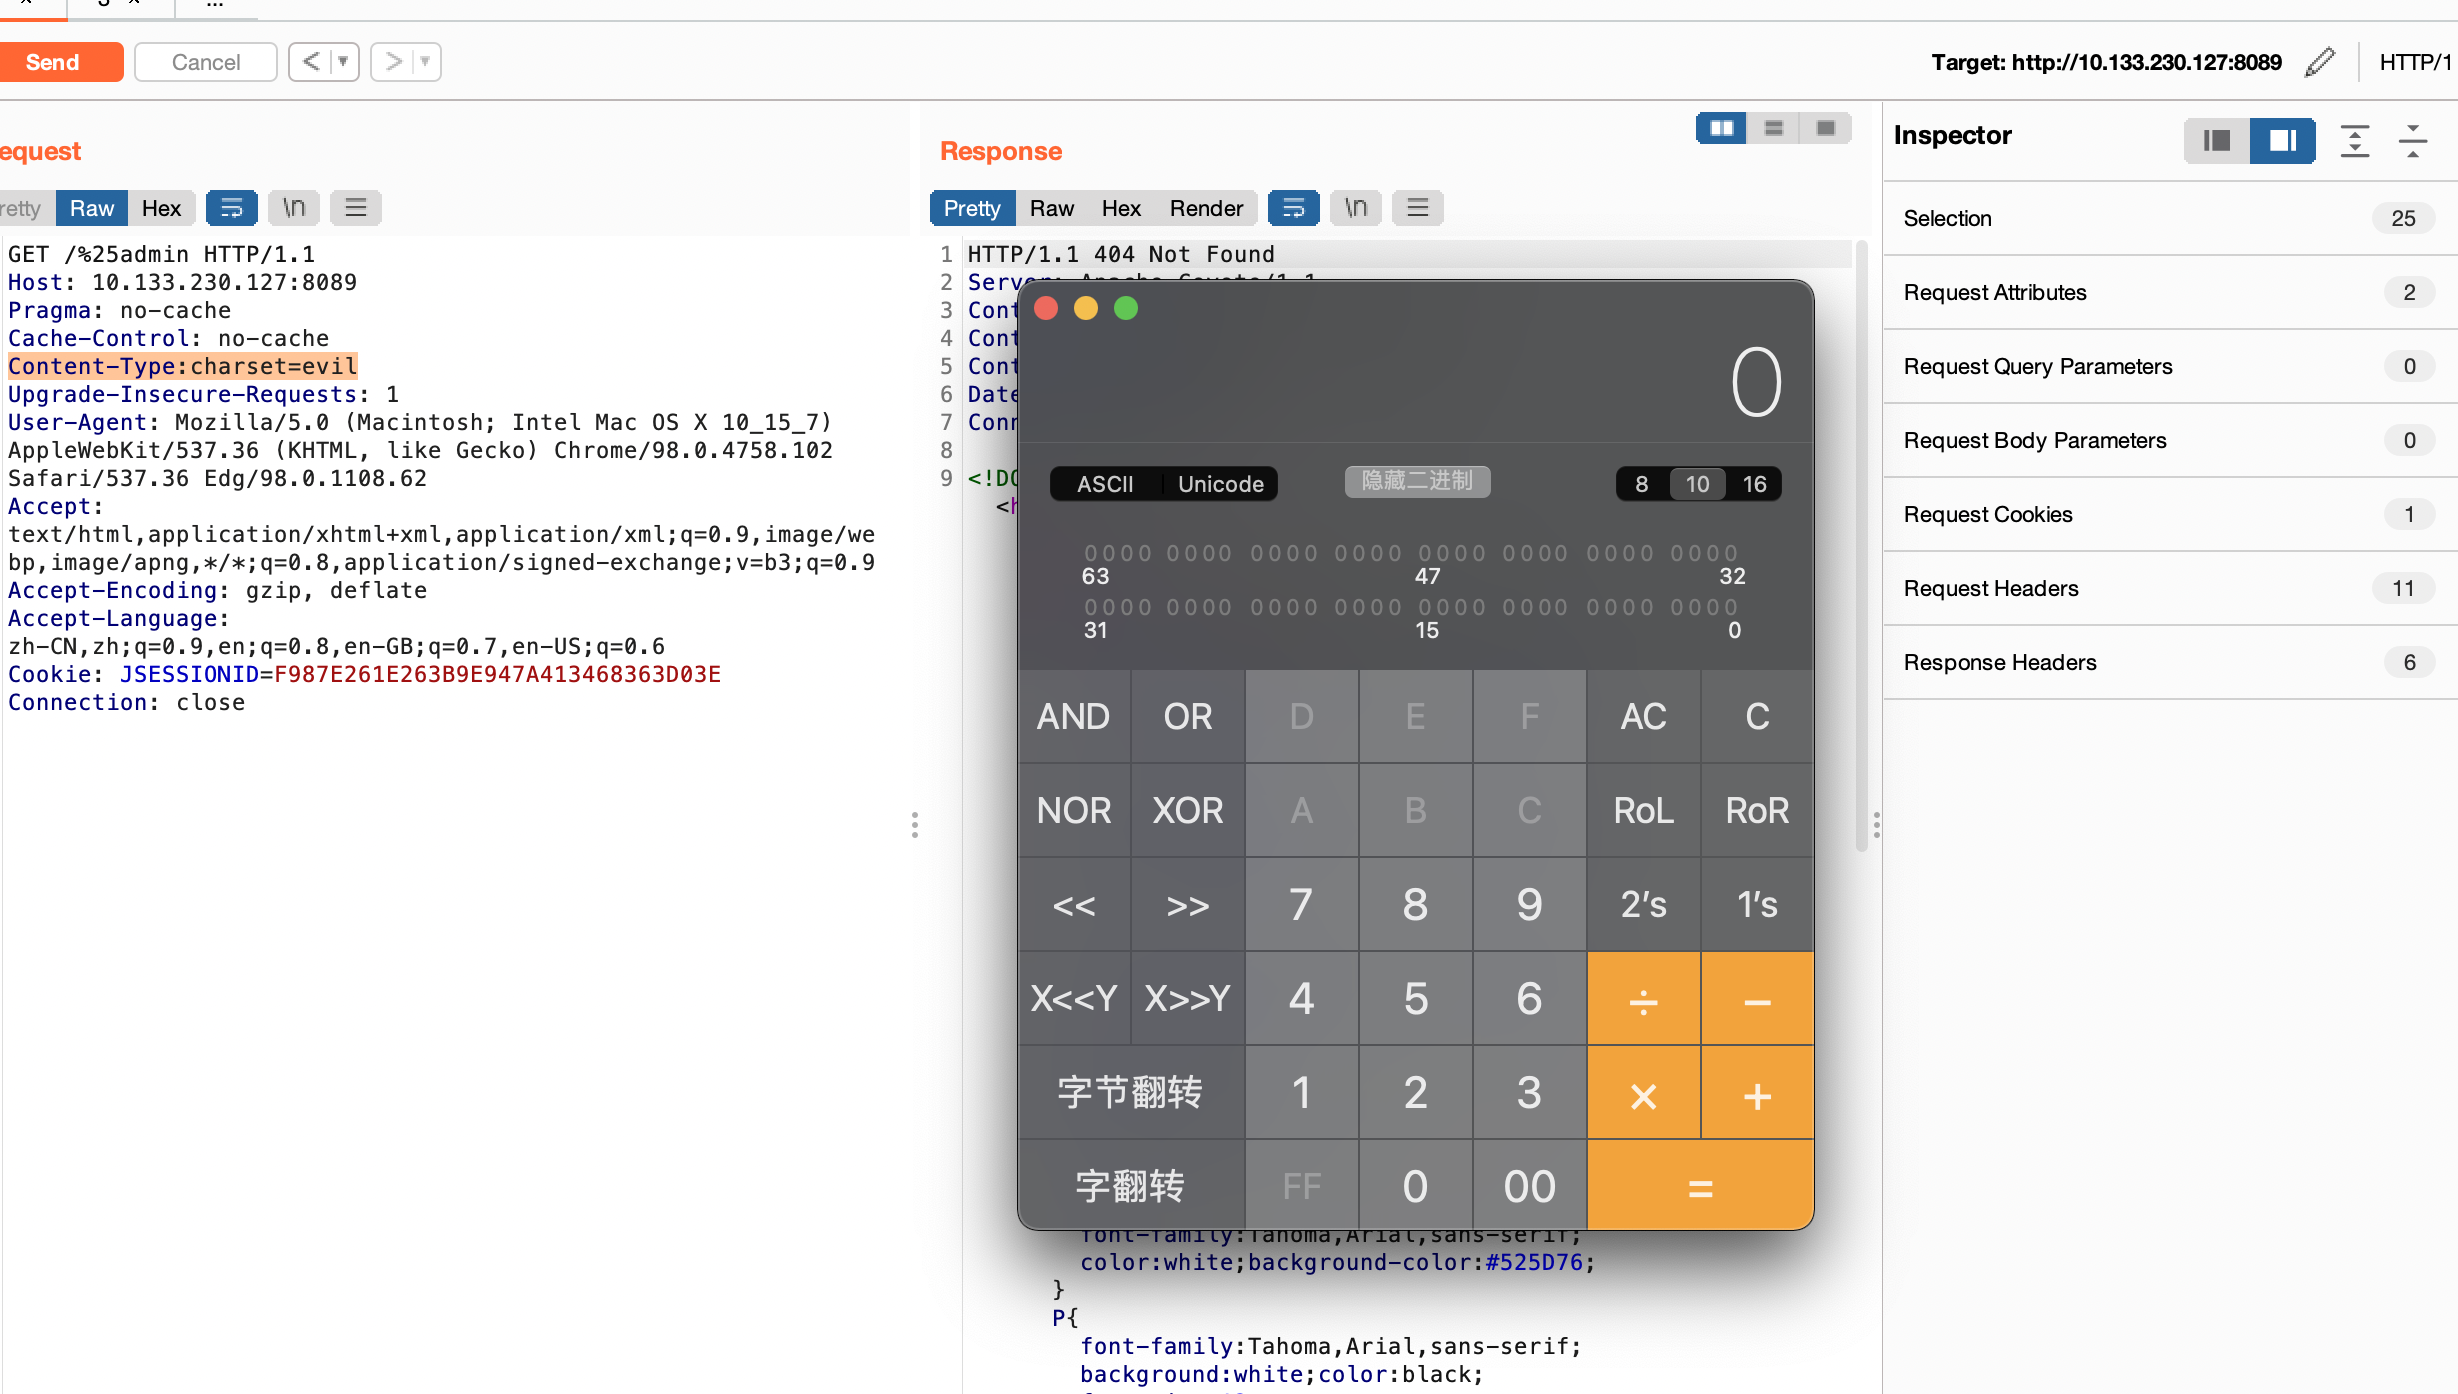 ...
Send
Cancel
<
>
Target: http://10.133.230.127:8089
HTTP/1
equest
Response
Inspector
retty Raw Hex \n
Pretty Raw Hex Render \n
GET /%25admin HTTP/1.1
Host: 10.133.230.127:8089
Pragma: no-cache
Cache-Control: no-cache
Content-Type:charset=evil
Upgrade-Insecure-Requests: 1
User-Agent: Mozilla/5.0 (Macintosh; Intel Mac OS X 10_15_7)
AppleWebKit/537.36 (KHTML, like Gecko) Chrome/98.0.4758.102
Safari/537.36 Edg/98.0.1108.62
Accept:
text/html,application/xhtml+xml,application/xml;q=0.9,image/we
bp,image/apng,*/*;q=0.8,application/signed-exchange;v=b3;q=0.9
Accept-Encoding: gzip, deflate
Accept-Language:
zh-CN,zh;q=0.9,en;q=0.8,en-GB;q=0.7,en-US;q=0.6
Cookie: JSESSIONID=F987E261E263B9E947A413468363D03E
Connection: close
1 HTTP/1.1 404 Not Found
2 Server: Apache-Coyote/1.1
3 Cont
4 Cont
5 Cont
6 Date
7 Conn
8
9 <!DO
<h
0
ASCII Unicode 隐藏二进制 8 10 16
0000 0000 0000 0000 0000 0000 0000 0000
63 47 32
0000 0000 0000 0000 0000 0000 0000 0000
31 15 0
AND OR D E F AC C
NOR XOR A B C RoL RoR
<< >> 7 8 9 2's 1's
X<<Y X>>Y 4 5 6 ÷ −
字节翻转 1 2 3 × +
字翻转 FF 0 00 =
font-family:Tahoma,Arial,sans-serif;
color:white;background-color:#525D76;
}
P{
font-family:Tahoma,Arial,sans-serif;
background:white;color:black;
Selection 25
Request Attributes 2
Request Query Parameters 0
Request Body Parameters 0
Request Cookies 1
Request Headers 11
Response Headers 6